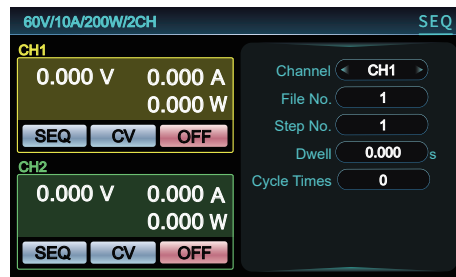 60V/10A/200W/2CH SEQ
CH1
0.000 V 0.000 A
0.000 W
SEQ CV OFF
CH2
0.000 V 0.000 A
0.000 W
SEQ CV OFF
Channel CH1
File No. 1
Step No. 1
Dwell 0.000 s
Cycle Times 0